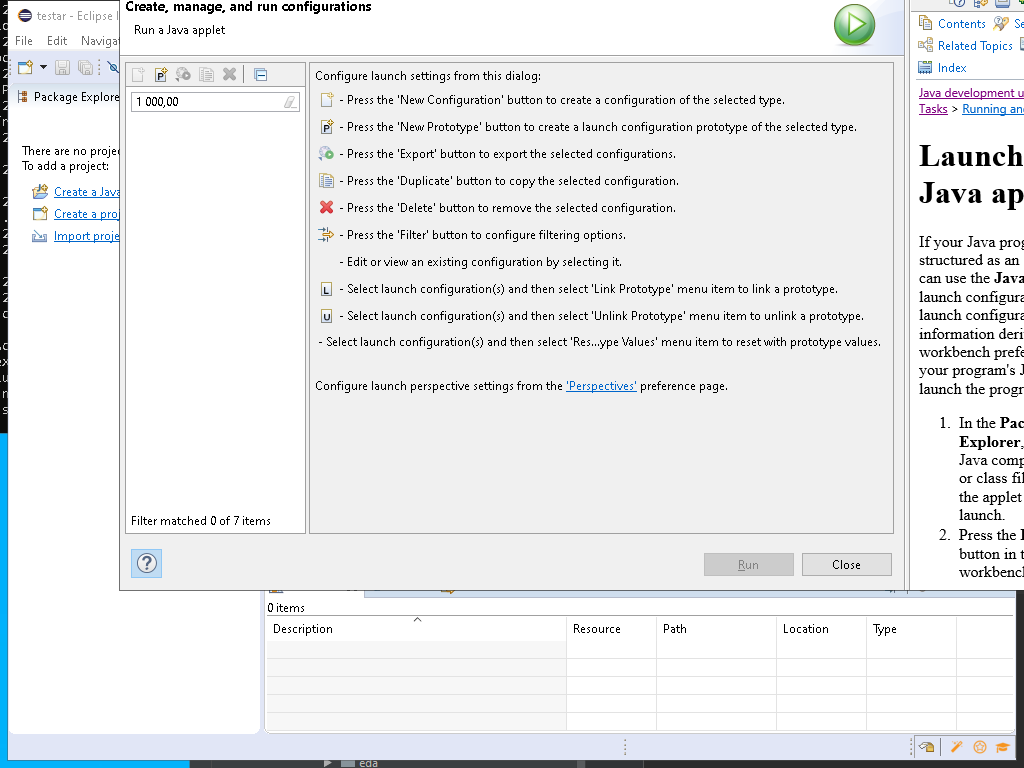 testar - Eclipse I
File Edit Navigat
Package Explore
There are no projec
To add a project:
Create a Java
Create a proj
Import proje
Create, manage, and run configurations
Run a Java applet
1 000,00
Filter matched 0 of 7 items
Configure launch settings from this dialog:
- Press the 'New Configuration' button to create a configuration of the selected type.
P - Press the 'New Prototype' button to create a launch configuration prototype of the selected type.
- Press the 'Export' button to export the selected configurations.
- Press the 'Duplicate' button to copy the selected configuration.
- Press the 'Delete' button to remove the selected configuration.
- Press the 'Filter' button to configure filtering options.
- Edit or view an existing configuration by selecting it.
L - Select launch configuration(s) and then select 'Link Prototype' menu item to link a prototype.
U - Select launch configuration(s) and then select 'Unlink Prototype' menu item to unlink a prototype.
- Select launch configuration(s) and then select 'Res...ype Values' menu item to reset with prototype values.
Configure launch perspective settings from the 'Perspectives' preference page.
Run Close
Contents Se
Related Topics
Index
Java development u
Tasks > Running and
Launch
Java ap
If your Java prog
structured as an
can use the Java
launch configura
launch configura
information deri
workbench prefe
your program's J
launch the progr
1. In the Pac
Explorer,
Java comp
or class fil
the applet
launch.
2. Press the
button in t
workbench
0 items
Description Resource Path Location Type
eda